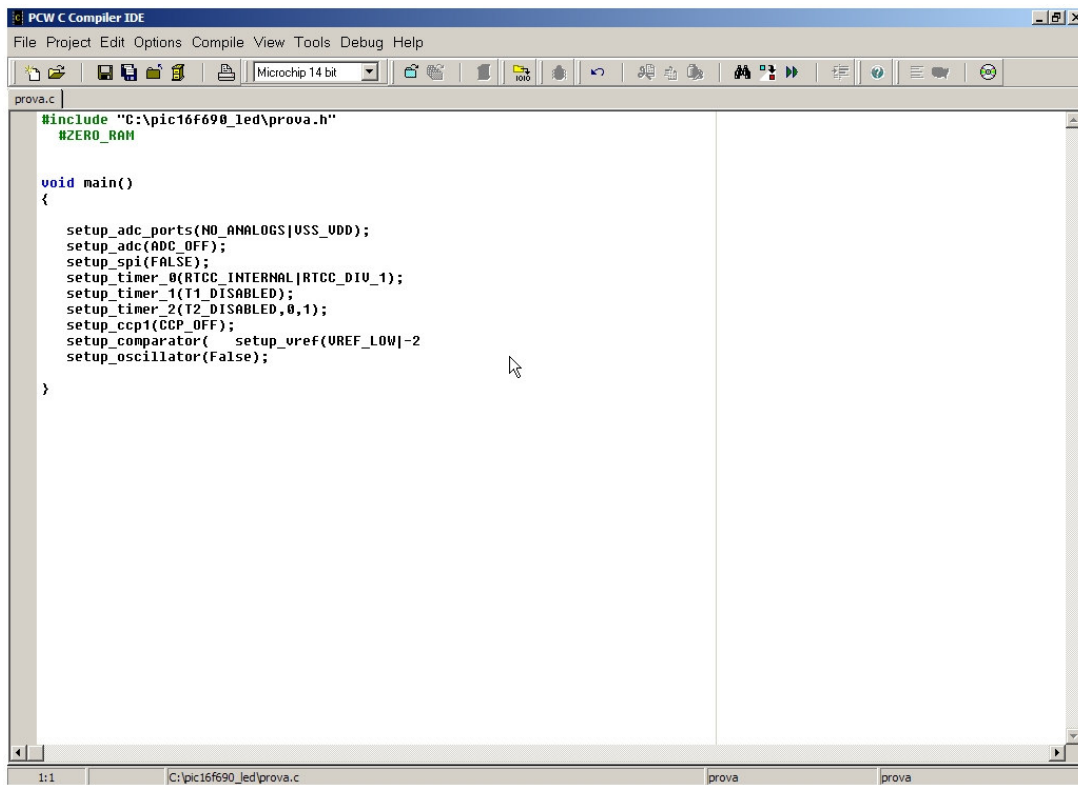 PCW C Compiler IDE
File Project Edit Options Compile View Tools Debug Help
Microchip 14 bit
1010
prova.c
#include "C:\pic16f690_led\prova.h"
#ZERO_RAM
void main()
{
setup_adc_ports(NO_ANALOGS|VSS_VDD);
setup_adc(ADC_OFF);
setup_spi(FALSE);
setup_timer_0(RTCC_INTERNAL|RTCC_DIV_1);
setup_timer_1(T1_DISABLED);
setup_timer_2(T2_DISABLED,0,1);
setup_ccp1(CCP_OFF);
setup_comparator(   setup_vref(VREF_LOW|-2
setup_oscillator(False);
}
1:1 C:\pic16f690_led\prova.c prova prova